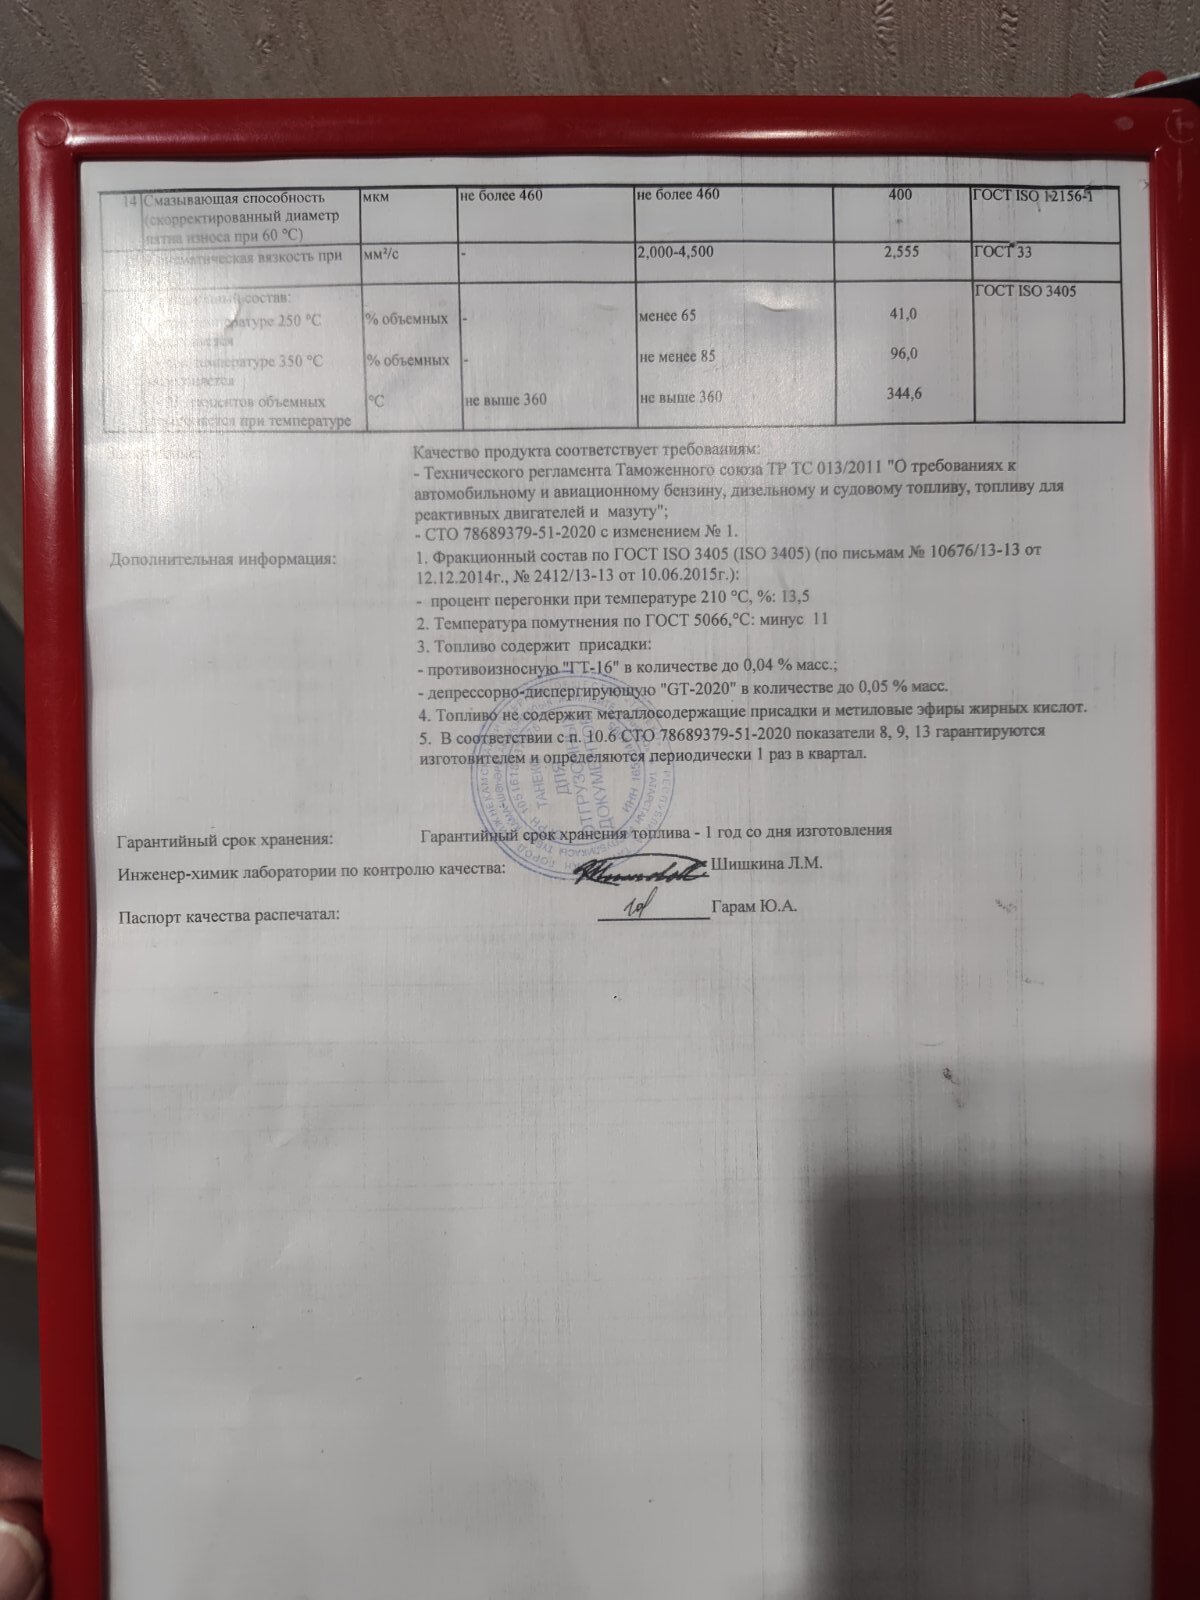 14 Смазывающая способность мкм не более 460 не более 460 400 ГОСТ ISO 12156-1
(скорректированный диаметр
пятна износа при 60 °C)
вязкость при мм²/с - 2,000-4,500 2,555 ГОСТ 33
состав: ГОСТ ISO 3405
температуре 250 °C % объемных - менее 65 41,0
температуре 350 °C % объемных - не менее 85 96,0
объемных °C не выше 360 не выше 360 344,6
при температуре
Качество продукта соответствует требованиям:
- Технического регламента Таможенного союза ТР ТС 013/2011 "О требованиях к
автомобильному и авиационному бензину, дизельному и судовому топливу, топливу для
реактивных двигателей и мазуту";
- СТО 78689379-51-2020 с изменением № 1.
Дополнительная информация: 1. Фракционный состав по ГОСТ ISO 3405 (ISO 3405) (по письмам № 10676/13-13 от
12.12.2014г., № 2412/13-13 от 10.06.2015г.):
- процент перегонки при температуре 210 °C, %: 13,5
2. Температура помутнения по ГОСТ 5066,°C: минус 11
3. Топливо содержит присадки:
- противоизносную "ГТ-16" в количестве до 0,04 % масс.;
- депрессорно-диспергирующую "GT-2020" в количестве до 0,05 % масс.
4. Топливо не содержит металлосодержащие присадки и метиловые эфиры жирных кислот.
5. В соответствии с п. 10.6 СТО 78689379-51-2020 показатели 8, 9, 13 гарантируются
изготовителем и определяются периодически 1 раз в квартал.
ТАНЕКО
ДЛЯ
ОТГРУЗОЧНЫХ
ДОКУМЕНТОВ
Гарантийный срок хранения: Гарантийный срок хранения топлива - 1 год со дня изготовления
Инженер-химик лаборатории по контролю качества: Шишкина Л.М.
Паспорт качества распечатал: Гарам Ю.А.